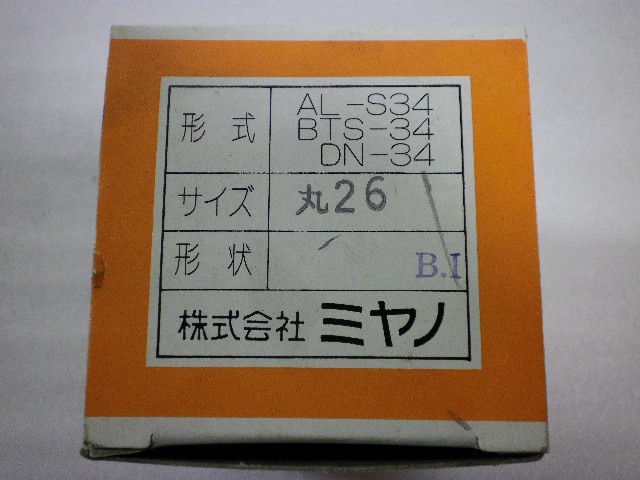 形式 AL-S34
BTS-34
DN-34
サイズ 丸26
形状 B.I
株式会社 ミヤノ